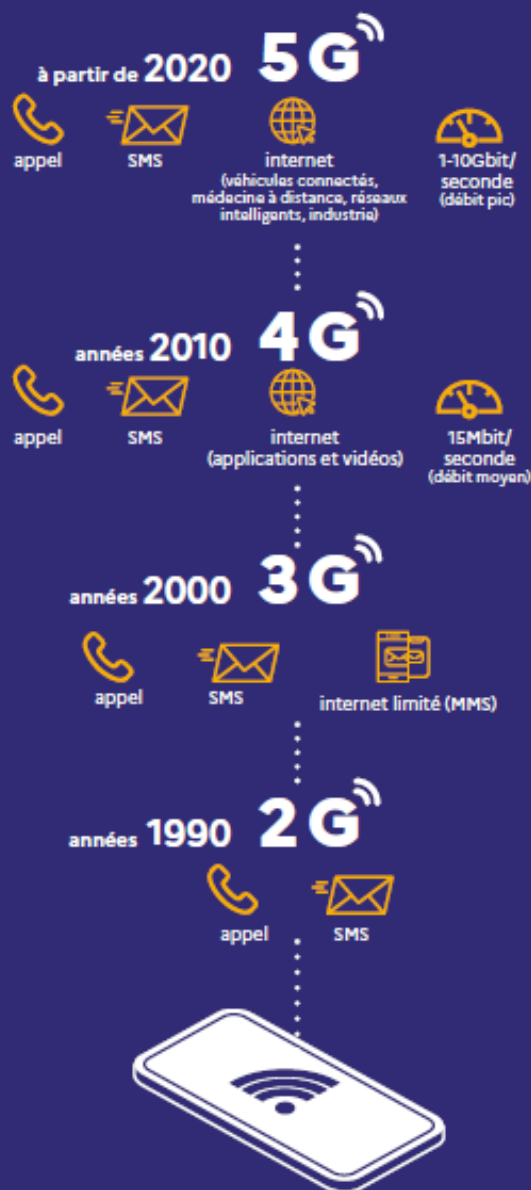 à partir de 2020 5G
appel
SMS
internet
(véhicules connectés,
médecine à distance, réseaux
intelligents, industrie)
1-10Gbit/
seconde
(débit pic)
années 2010 4G
appel
SMS
internet
(applications et vidéos)
15Mbit/
seconde
(débit moyen)
années 2000 3G
appel
SMS
internet limité (MMS)
années 1990 2G
appel
SMS